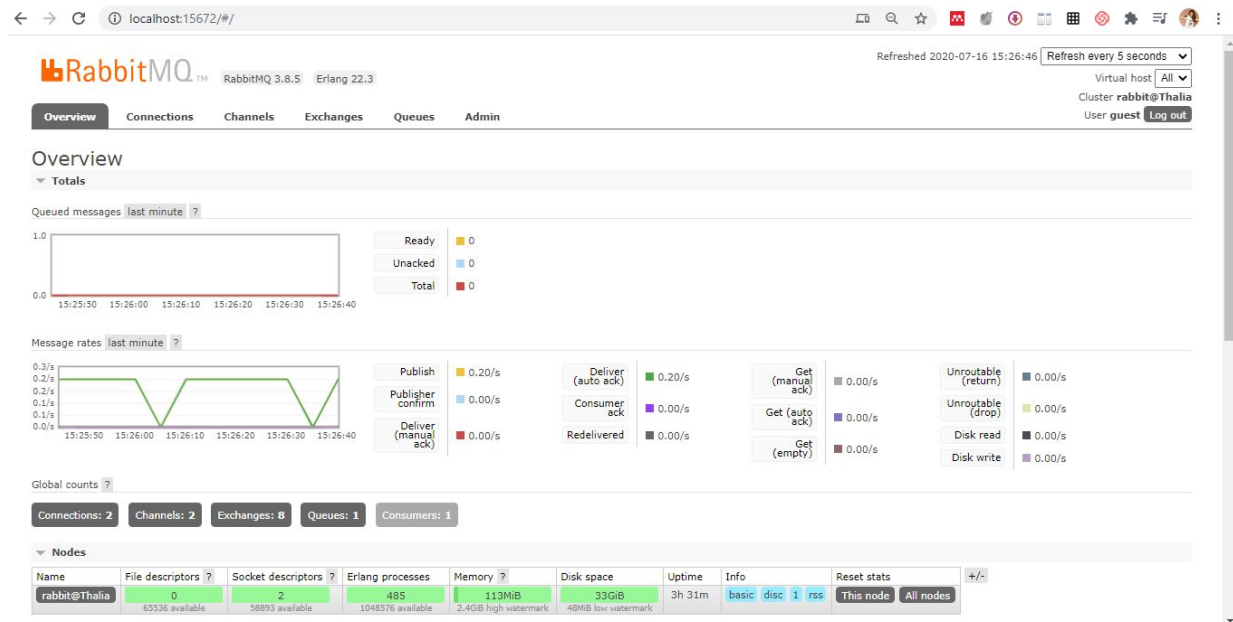 localhost:15672/#/
RabbitMQ TM RabbitMQ 3.8.5 Erlang 22.3
Refreshed 2020-07-16 15:26:46 Refresh every 5 seconds
Virtual host All
Cluster rabbit@Thalia
User guest Log out
Overview Connections Channels Exchanges Queues Admin
Overview
Totals
Queued messages last minute ?
1.0
0.0
15:25:50 15:26:00 15:26:10 15:26:20 15:26:30 15:26:40
Ready 0
Unacked 0
Total 0
Message rates last minute ?
0.3/s
0.2/s
0.2/s
0.1/s
0.1/s
0.0/s
15:25:50 15:26:00 15:26:10 15:26:20 15:26:30 15:26:40
Publish 0.20/s
Publisher
confirm 0.00/s
Deliver
(manual
ack) 0.00/s
Deliver
(auto ack) 0.20/s
Consumer
ack 0.00/s
Redelivered 0.00/s
Get
(manual
ack) 0.00/s
Get (auto
ack) 0.00/s
Get
(empty) 0.00/s
Unroutable
(return) 0.00/s
Unroutable
(drop) 0.00/s
Disk read 0.00/s
Disk write 0.00/s
Global counts ?
Connections: 2 Channels: 2 Exchanges: 8 Queues: 1 Consumers: 1
Nodes
Name File descriptors ? Socket descriptors ? Erlang processes Memory ? Disk space Uptime Info Reset stats +/-
rabbit@Thalia 0 2 485 113MiB 33GiB 3h 31m basic disc 1 rss This node All nodes
65536 available 58893 available 1048576 available 2.4GiB high watermark 48MiB low watermark